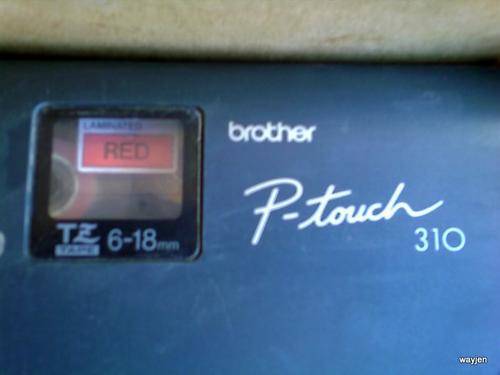 LAMINATED
RED
TZ
TAPE
6-18mm
brother
P-touch
310
wayjen